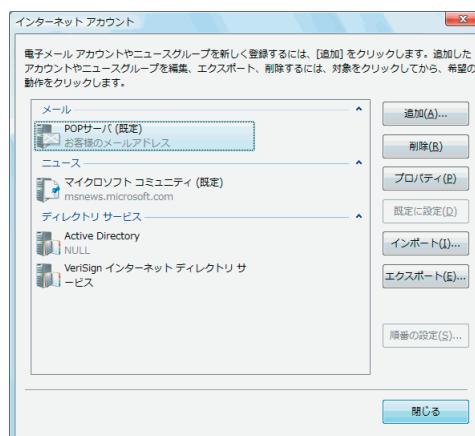 インターネット アカウント
電子メール アカウントやニュースグループを新しく登録するには、[追加] をクリックします。追加した
アカウントやニュースグループを編集、エクスポート、削除するには、対象をクリックしてから、希望の
動作をクリックします。
メール
POPサーバ (既定)
お客様のメールアドレス
ニュース
マイクロソフト コミュニティ (既定)
msnews.microsoft.com
ディレクトリ サービス
Active Directory
NULL
VeriSign インターネット ディレクトリ サ
ービス
追加(A)...
削除(R)
プロパティ(P)
既定に設定(D)
インポート(I)...
エクスポート(E)...
順番の設定(S)...
閉じる